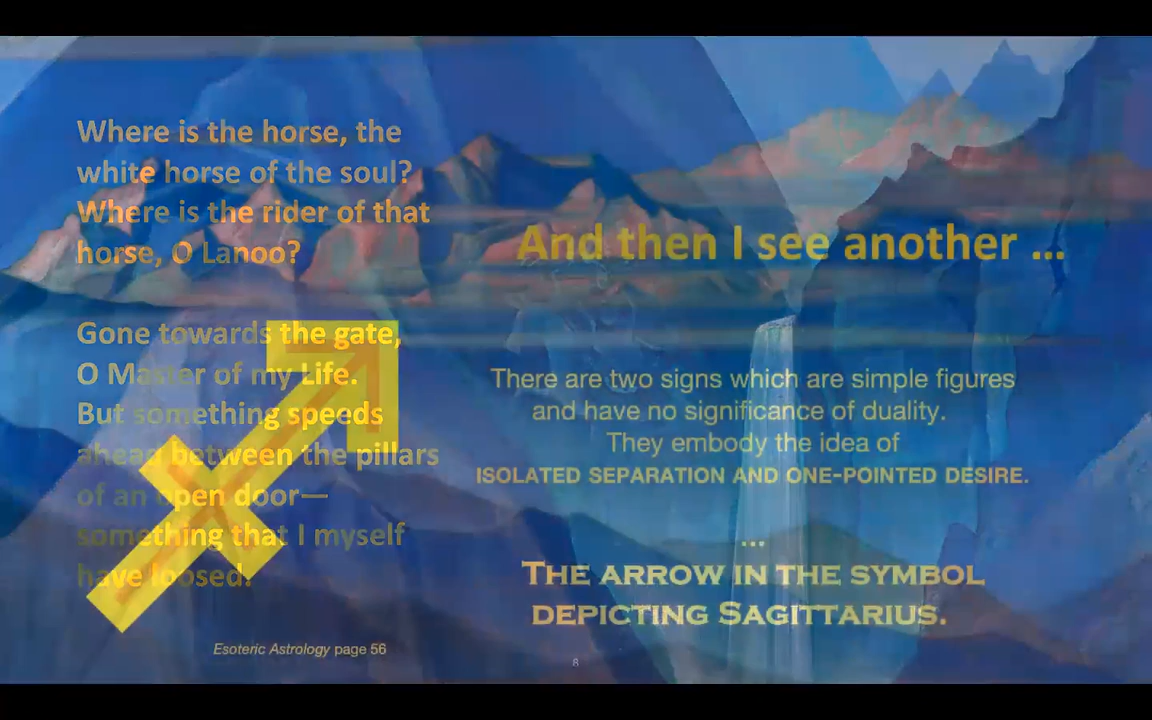 Where is the horse, the
white horse of the soul?
Where is the rider of that
horse, O Lanoo?
Gone towards the gate,
O Master of my Life.
But something speeds
ahead between the pillars
of an open door—
something that I myself
have loosed.
Esoteric Astrology page 56
And then I see another ...
There are two signs which are simple figures
and have no significance of duality.
They embody the idea of
ISOLATED SEPARATION AND ONE-POINTED DESIRE.
...
THE ARROW IN THE SYMBOL
DEPICTING SAGITTARIUS.
8